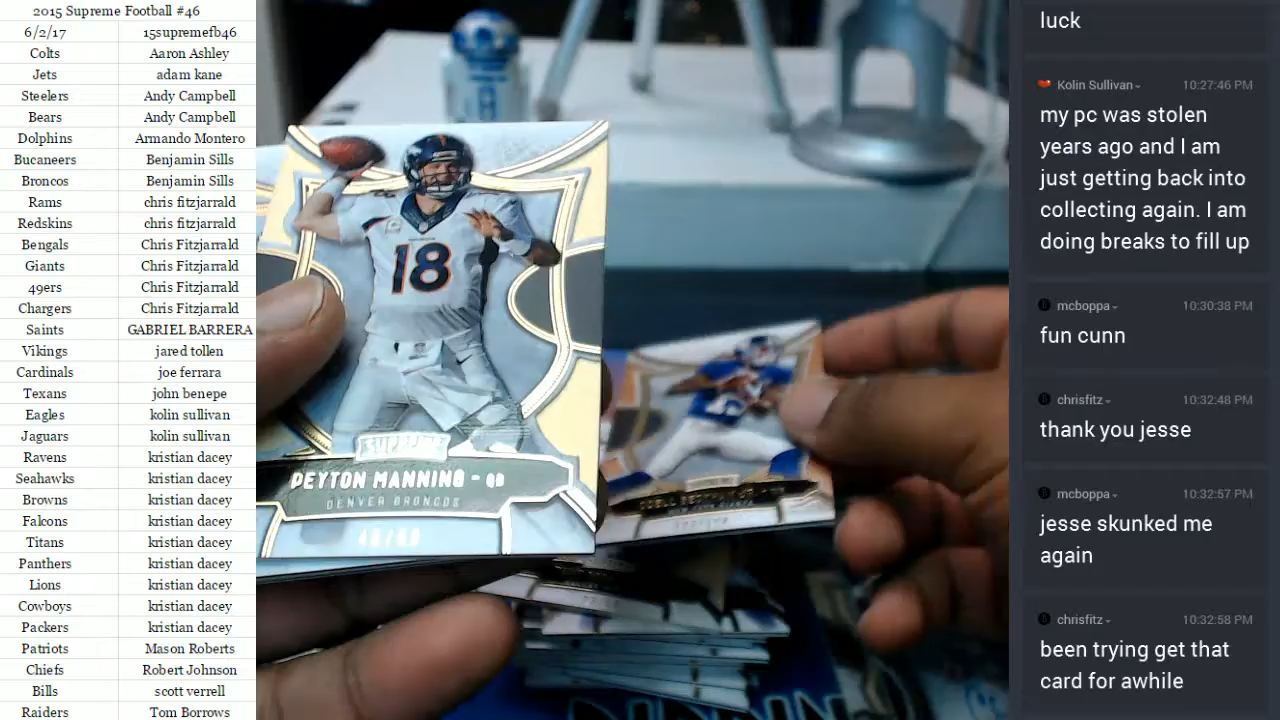 2015 Supreme Football #46
6/2/17 15supremefb46
Colts Aaron Ashley
Jets adam kane
Steelers Andy Campbell
Bears Andy Campbell
Dolphins Armando Montero
Bucaneers Benjamin Sills
Broncos Benjamin Sills
Rams chris fitzjarrald
Redskins chris fitzjarrald
Bengals Chris Fitzjarrald
Giants Chris Fitzjarrald
49ers Chris Fitzjarrald
Chargers Chris Fitzjarrald
Saints GABRIEL BARRERA
Vikings jared tollen
Cardinals joe ferrara
Texans john benepe
Eagles kolin sullivan
Jaguars kolin sullivan
Ravens kristian dacey
Seahawks kristian dacey
Browns kristian dacey
Falcons kristian dacey
Titans kristian dacey
Panthers kristian dacey
Lions kristian dacey
Cowboys kristian dacey
Packers kristian dacey
Patriots Mason Roberts
Chiefs Robert Johnson
Bills scott verrell
Raiders Tom Borrows
18
SUPREME
PEYTON MANNING - QB
DENVER BRONCOS
luck
Kolin Sullivan 10:27:46 PM
my pc was stolen
years ago and I am
just getting back into
collecting again. I am
doing breaks to fill up
mcboppa 10:30:38 PM
fun cunn
chrisfitz 10:32:48 PM
thank you jesse
mcboppa 10:32:57 PM
jesse skunked me
again
chrisfitz 10:32:58 PM
been trying get that
card for awhile